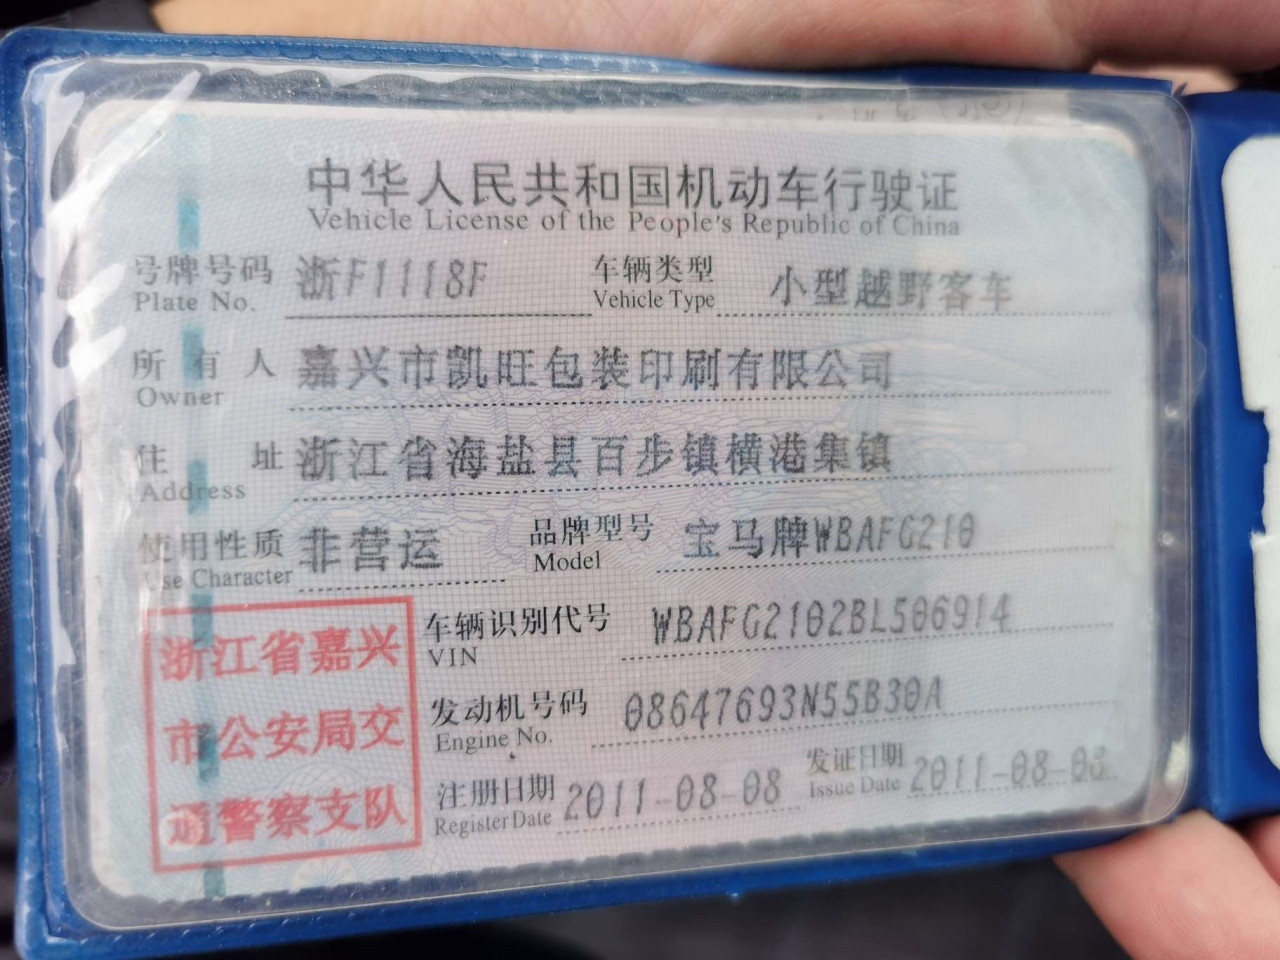 中华人民共和国机动车行驶证
Vehicle License of the People's Republic of China
号牌号码 浙F1118F 车辆类型 小型越野客车
Plate No. Vehicle Type
所有人 嘉兴市凯旺包装印刷有限公司
Owner
住址 浙江省海盐县百步镇横港集镇
Address
使用性质 非营运 品牌型号 宝马牌WBAFG210
Use Character Model
浙江省嘉兴
市公安局交
通警察支队
车辆识别代号 WBAFG2102BL506914
VIN
发动机号码 08647693N55B30A
Engine No.
注册日期 2011-08-08 发证日期 2011-08-08
Register Date Issue Date